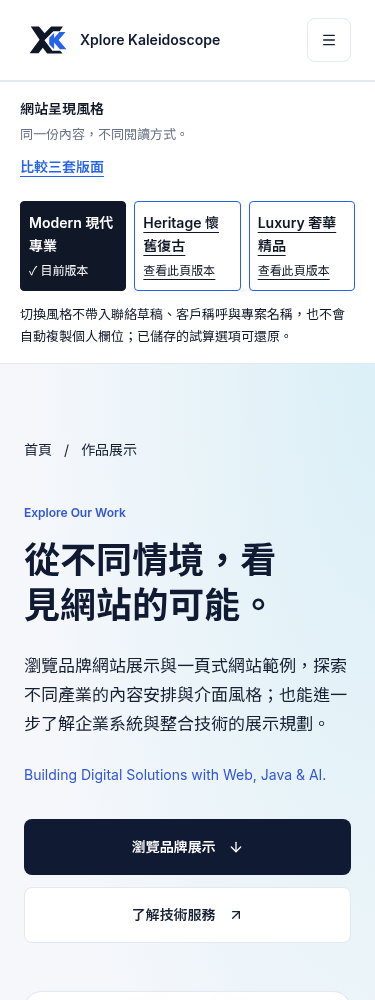 Xplore Kaleidoscope
網站呈現風格
同一份內容，不同閱讀方式。
比較三套版面
Modern 現代
專業
✓ 目前版本
Heritage 懷
舊復古
查看此頁版本
Luxury 奢華
精品
查看此頁版本
切換風格不帶入聯絡草稿、客戶稱呼與專案名稱，也不會
自動複製個人欄位；已儲存的試算選項可還原。
首頁 / 作品展示
Explore Our Work
從不同情境，看
見網站的可能。
瀏覽品牌網站展示與一頁式網站範例，探索
不同產業的內容安排與介面風格；也能進一
步了解企業系統與整合技術的展示規劃。
Building Digital Solutions with Web, Java & AI.
瀏覽品牌展示 ↓
了解技術服務 ↗